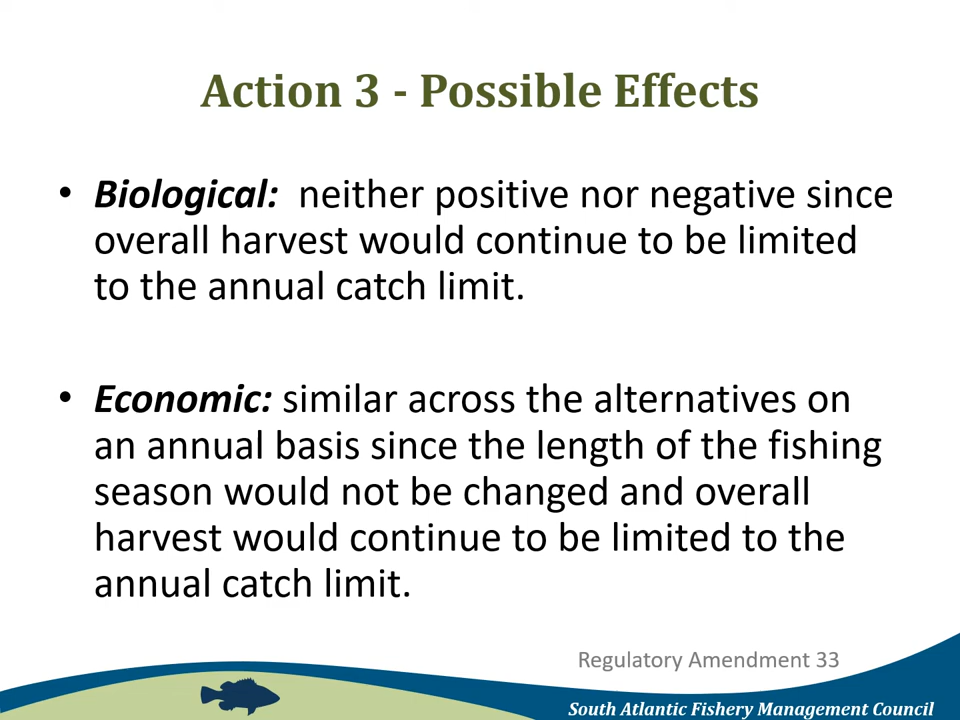 Action 3 - Possible Effects
• Biological: neither positive nor negative since
overall harvest would continue to be limited
to the annual catch limit.
• Economic: similar across the alternatives on
an annual basis since the length of the fishing
season would not be changed and overall
harvest would continue to be limited to the
annual catch limit.
Regulatory Amendment 33
South Atlantic Fishery Management Council